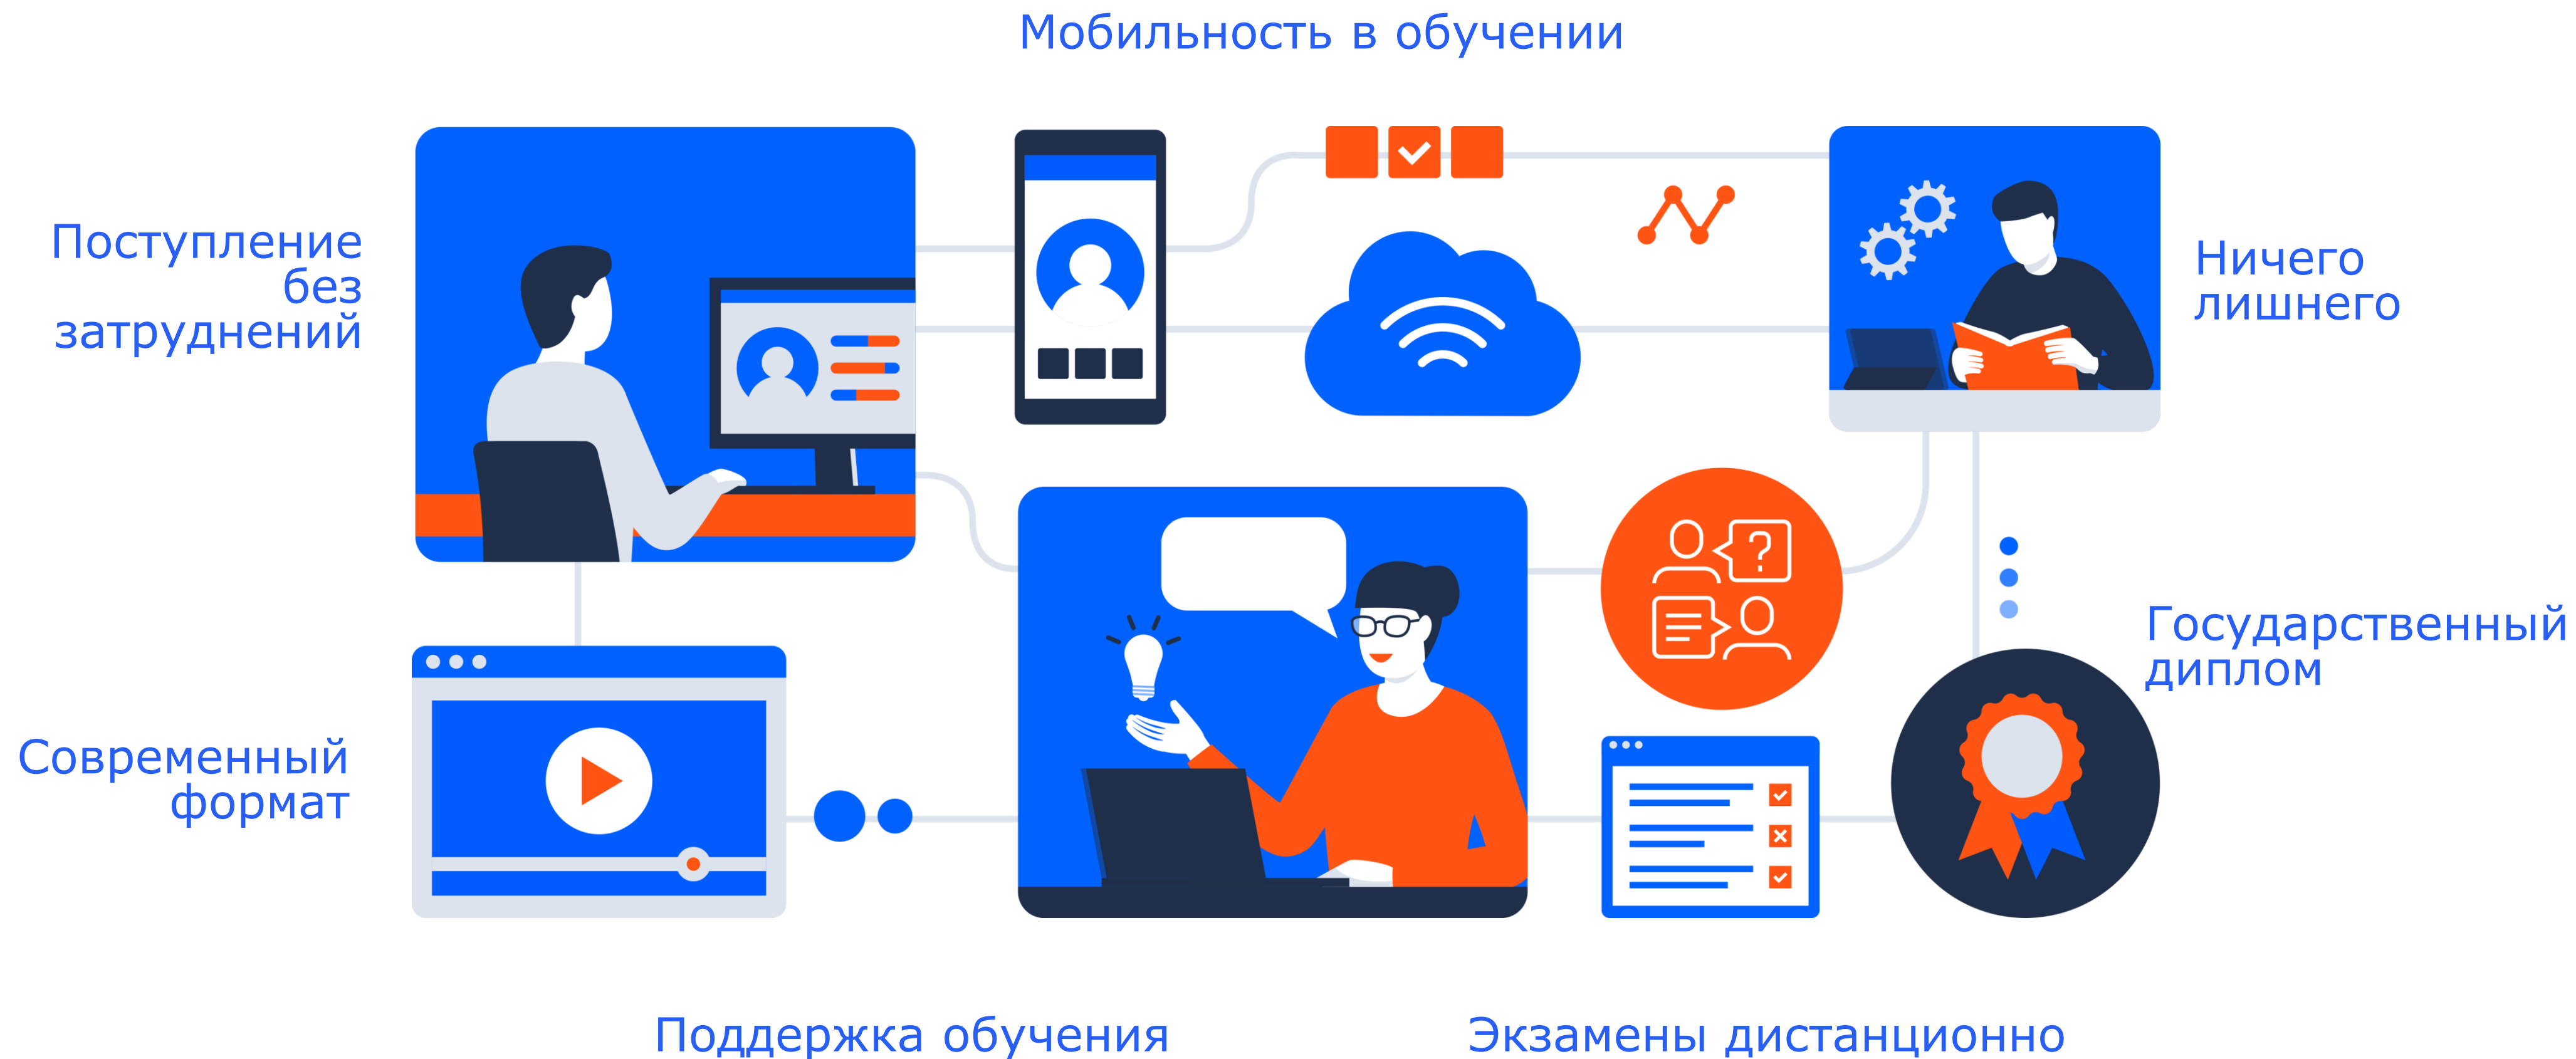 Мобильность в обучении
Поступление
без
затруднений
Ничего
лишнего
?
Государственный
диплом
Современный
формат
Поддержка обучения
Экзамены дистанционно